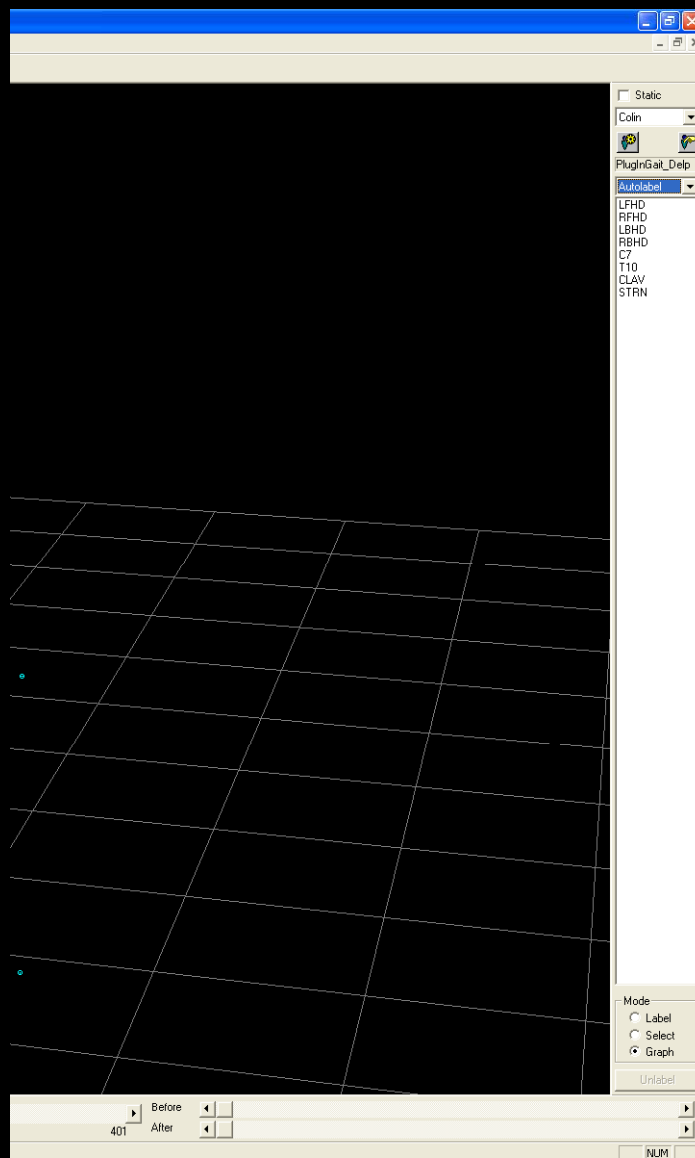 Static
Colin
PlugInGait_Delp
Autolabel
LFHD
RFHD
LBHD
RBHD
C7
T10
CLAV
STRN
Mode
Label
Select
Graph
Unlabel
Before
401
After
NUM